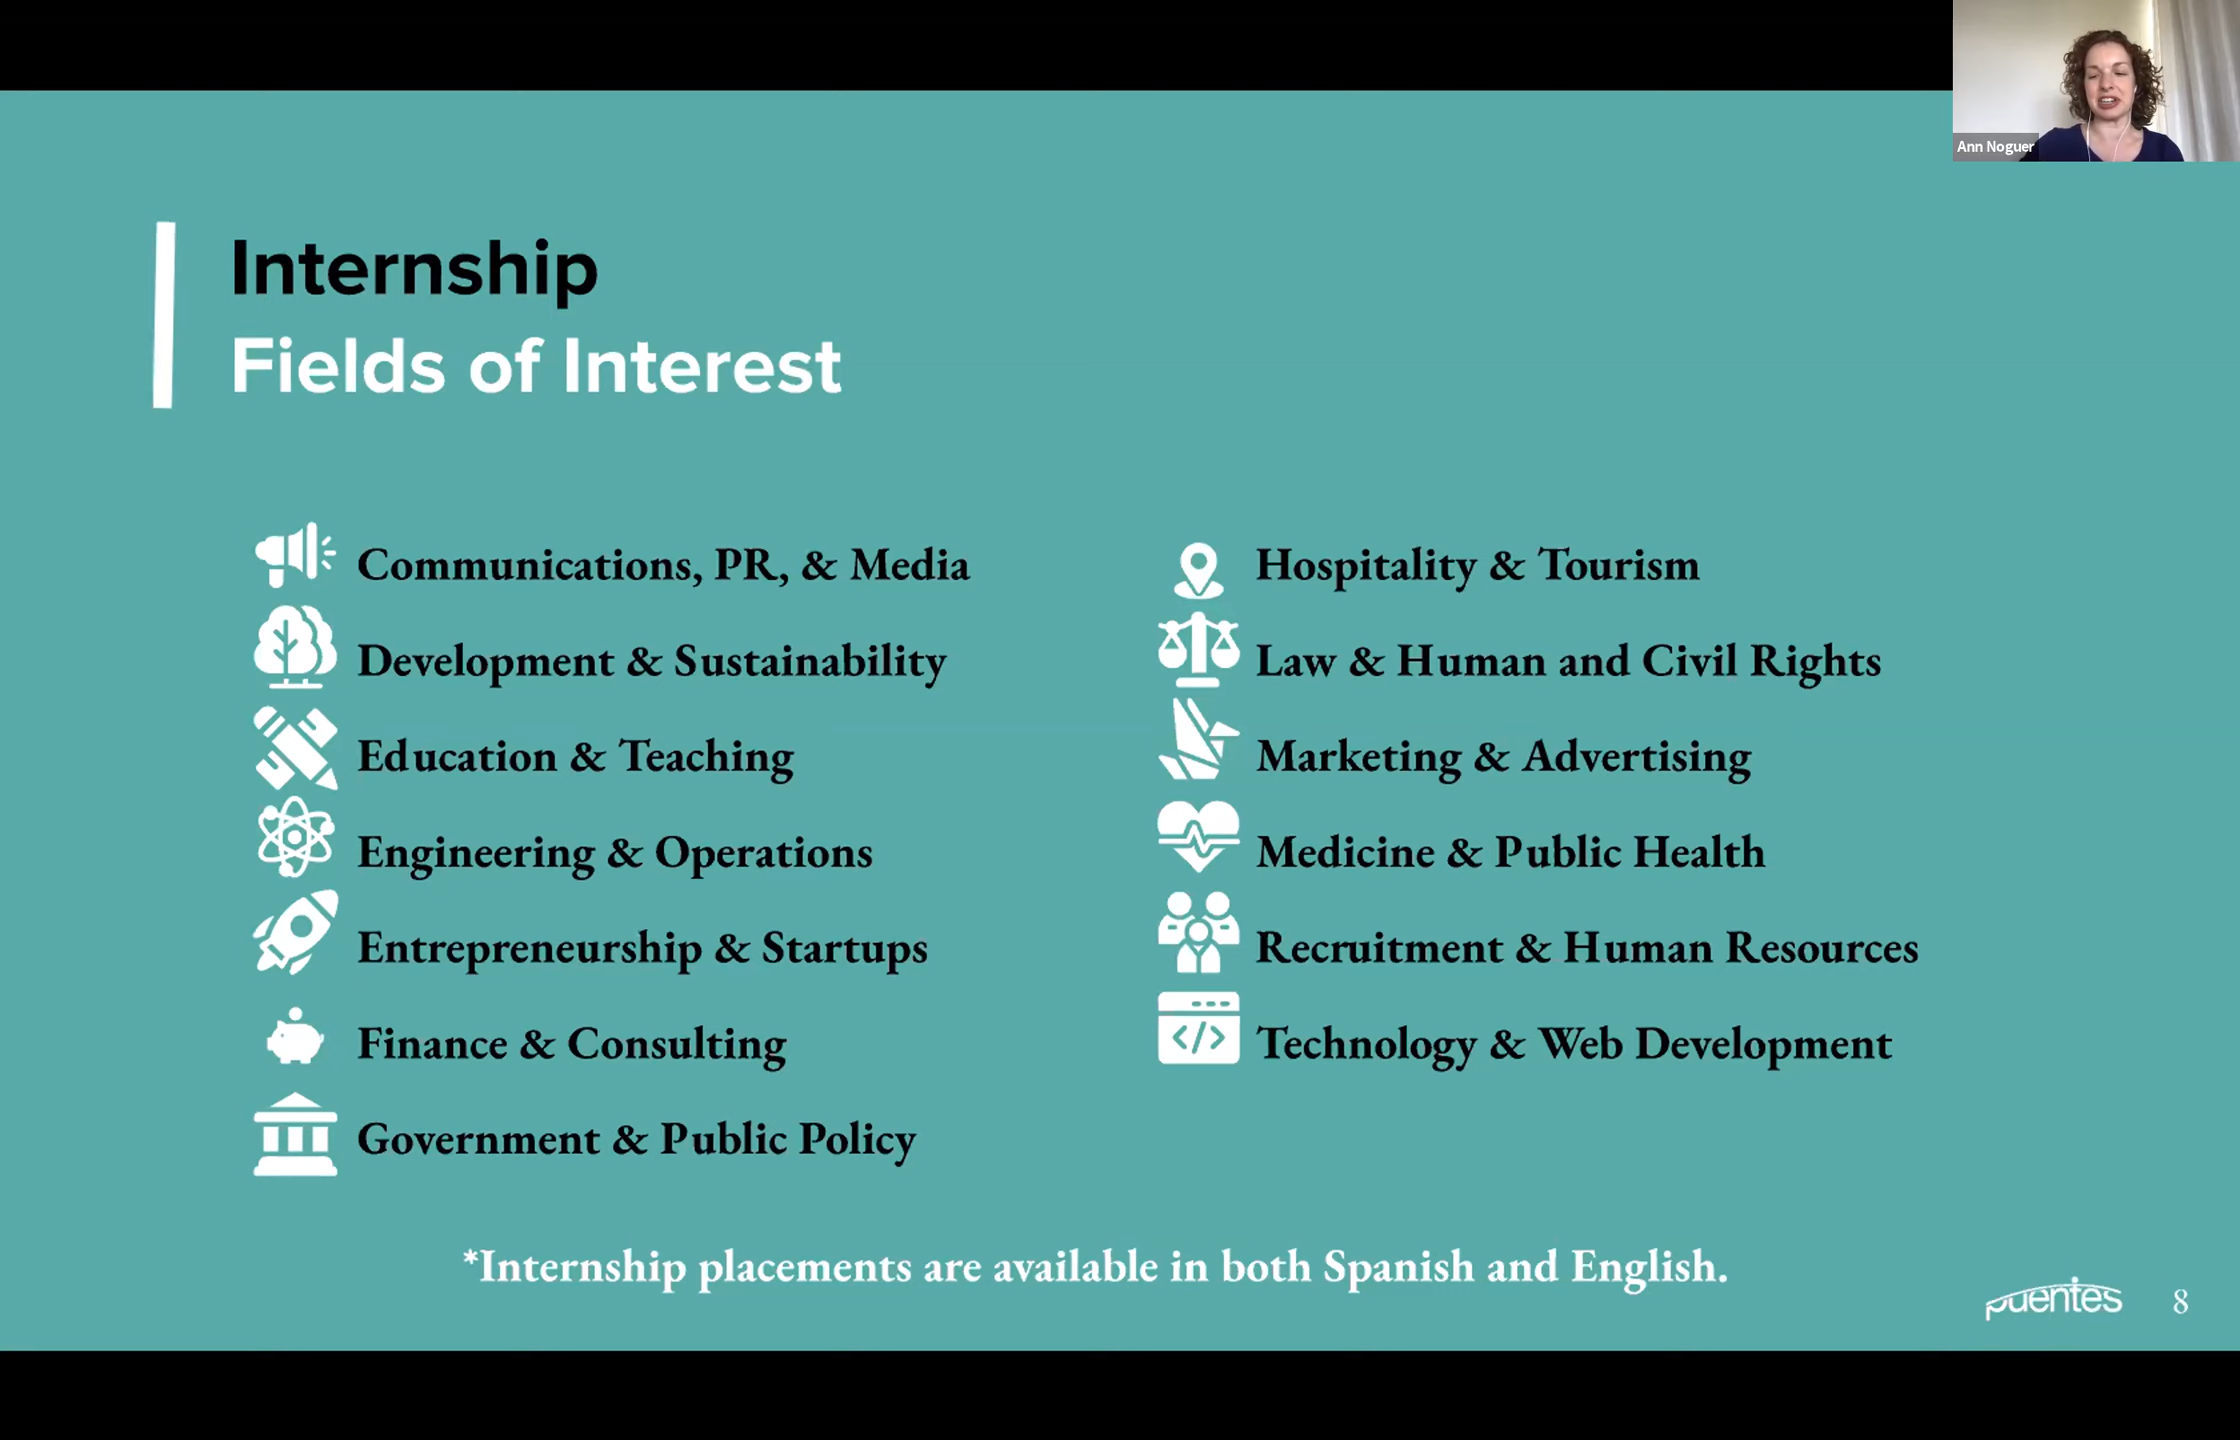 Ann Noguer
Internship
Fields of Interest
Communications, PR, & Media
Development & Sustainability
Education & Teaching
Engineering & Operations
Entrepreneurship & Startups
Finance & Consulting
Government & Public Policy
Hospitality & Tourism
Law & Human and Civil Rights
Marketing & Advertising
Medicine & Public Health
Recruitment & Human Resources
</>
Technology & Web Development
*Internship placements are available in both Spanish and English.
puentes
8